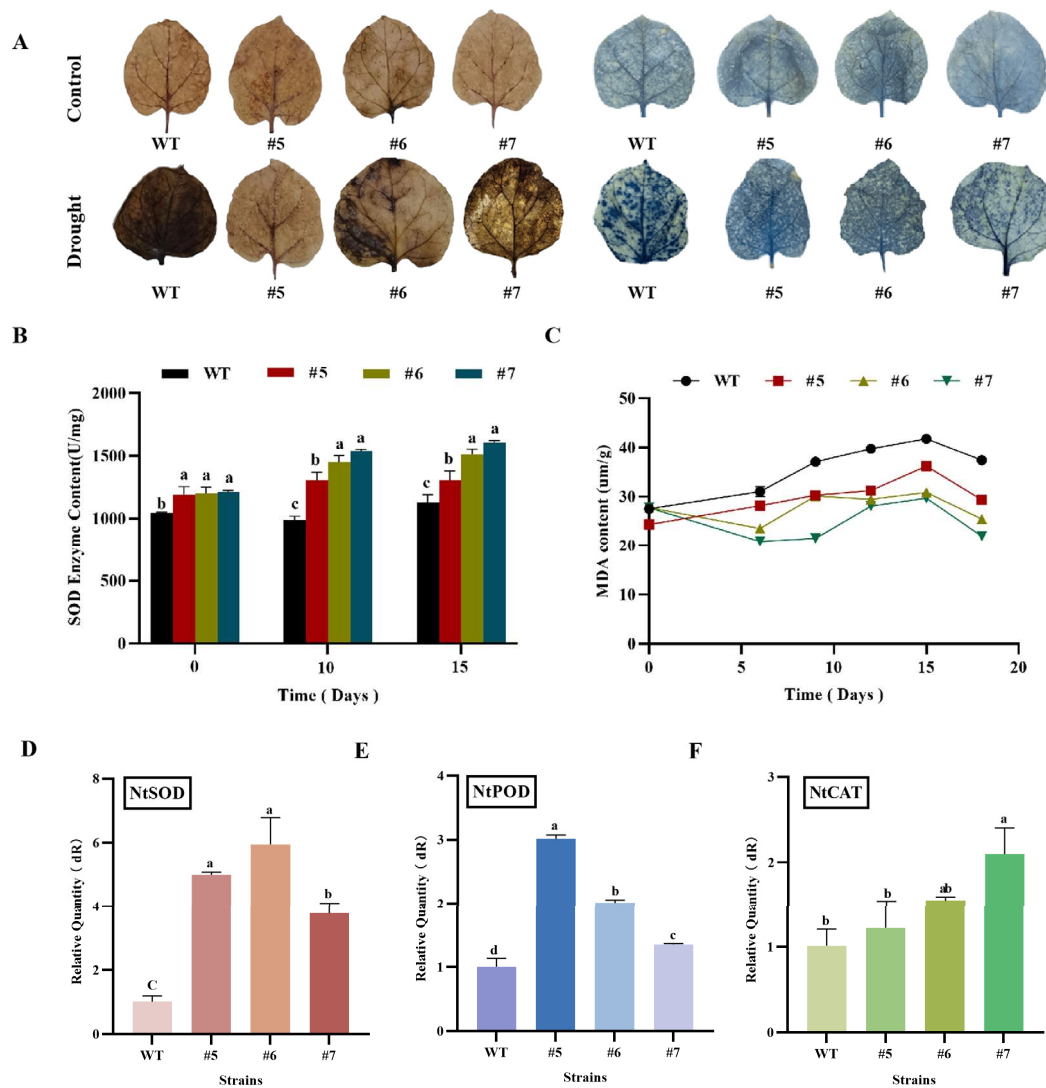 A
Control
WT #5 #6 #7 WT #5 #6 #7
Drought
WT #5 #6 #7 WT #5 #6 #7
B
WT #5 #6 #7
SOD Enzyme Content(U/mg)
2000
1500
1000
500
0
b a a a
c b a a
c b a a
0 10 15
Time ( Days )
C
WT #5 #6 #7
MDA content (um/g)
50
40
30
20
10
0
0 5 10 15 20
Time ( Days )
D
NtSOD
Relative Quantity ( dR)
8
6
4
2
0
C a a b
WT #5 #6 #7
Strains
E
NtPOD
Relative Quantity ( dR)
4
3
2
1
0
d a b c
WT #5 #6 #7
Strains
F
NtCAT
Relative Quantity ( dR)
3
2
1
0
b b ab a
WT #5 #6 #7
Strains